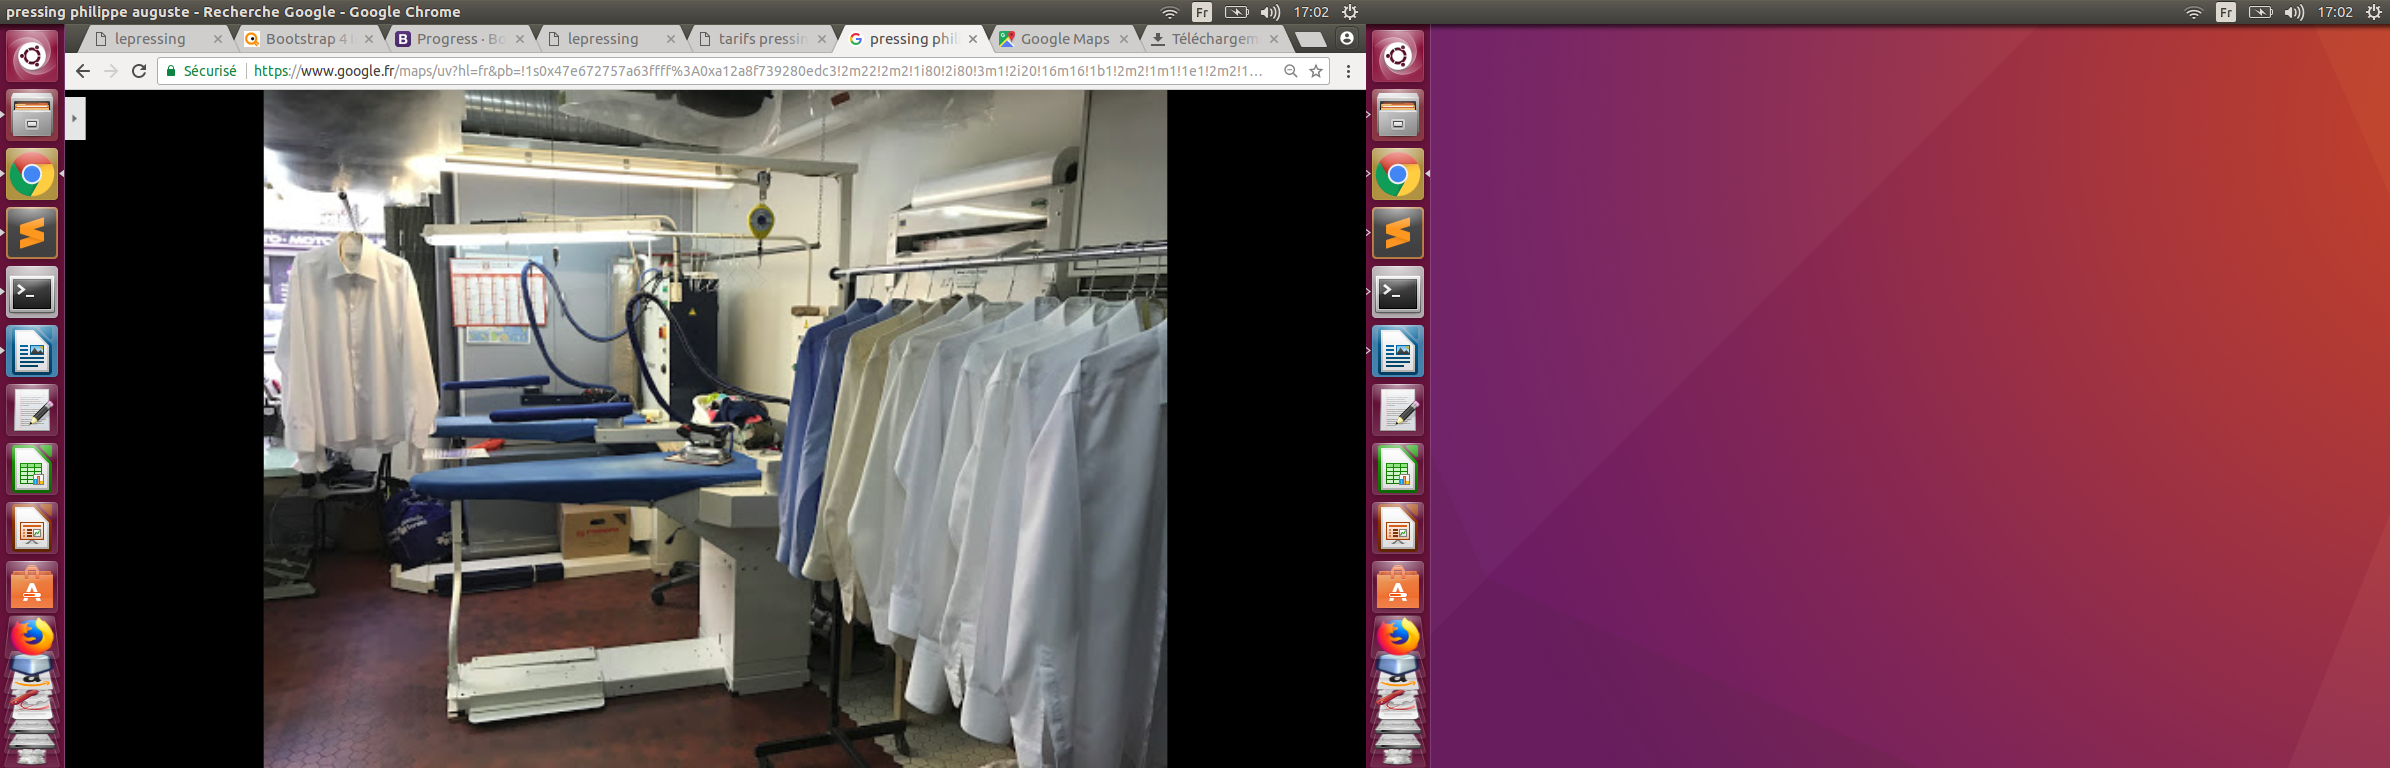 pressing philippe auguste - Recherche Google - Google Chrome
Fr
17:02
Fr
17:02
lepressing
Bootstrap 4
Progress · Bo
lepressing
tarifs pressin
pressing phil
Google Maps
Téléchargem
Sécurisé
https://www.google.fr/maps/uv?hl=fr&pb=!1s0x47e672757a63ffff%3A0xa12a8f739280edc3!2m22!2m2!1i80!2i80!3m1!2i20!16m16!1b1!2m2!1m1!1e1!2m2!1...